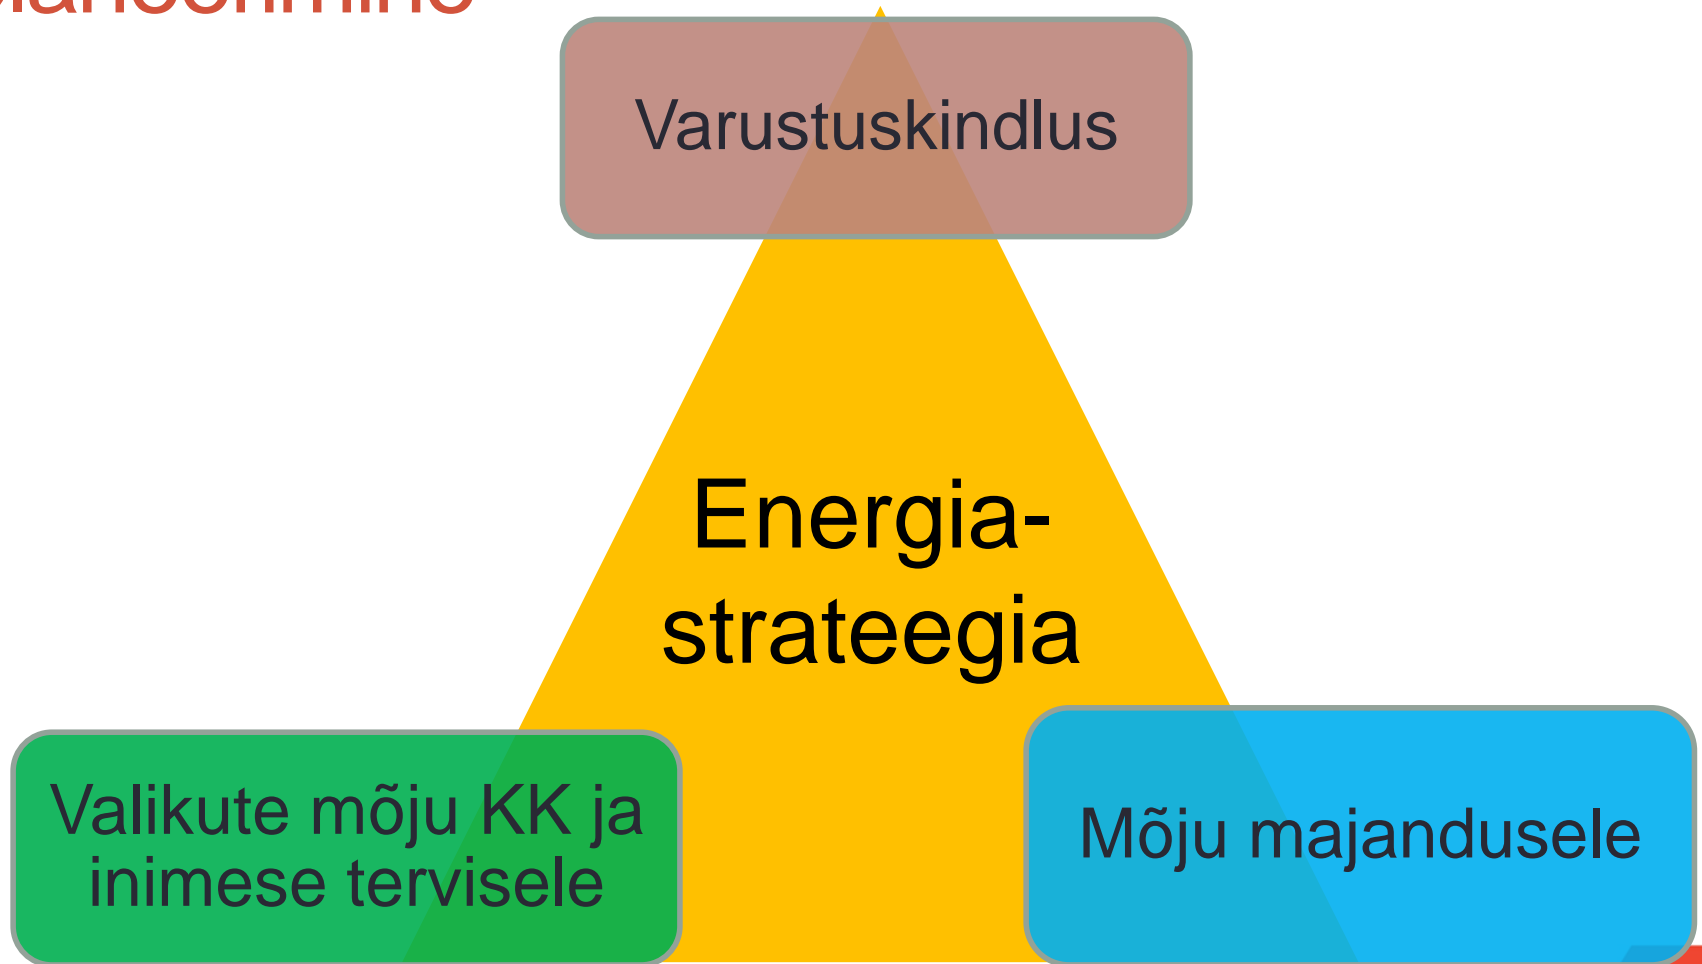 Varustuskindlus
Energia-
strateegia
Valikute mõju KK ja
inimese tervisele
Mõju majandusele